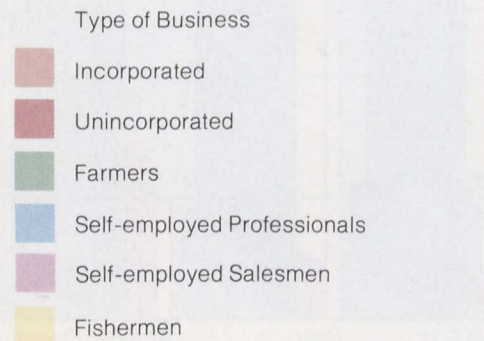 Type of Business
Incorporated
Unincorporated
Farmers
Self-employed Professionals
Self-employed Salesmen
Fishermen